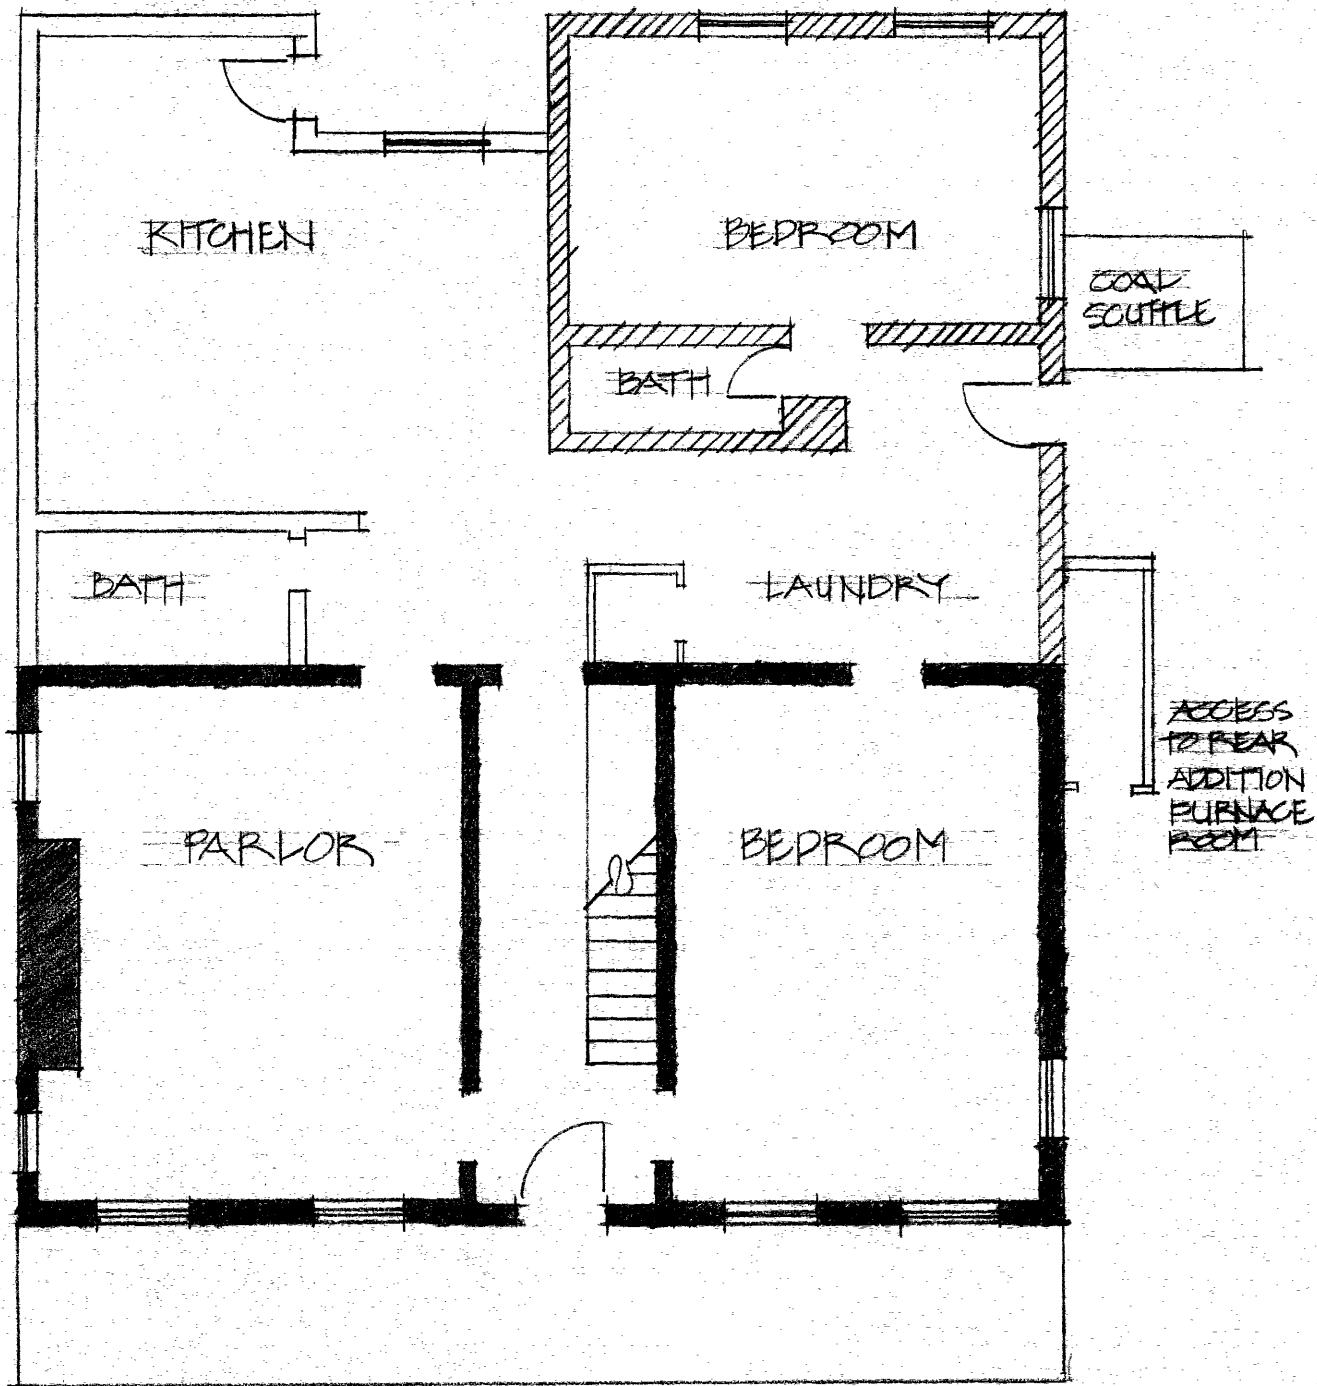 KITCHEN
BEDROOM
COAL
SCUTTLE
BATH
BATH
LAUNDRY
ACCESS
TO REAR
ADDITION
FURNACE
ROOM
PARLOR
BEDROOM